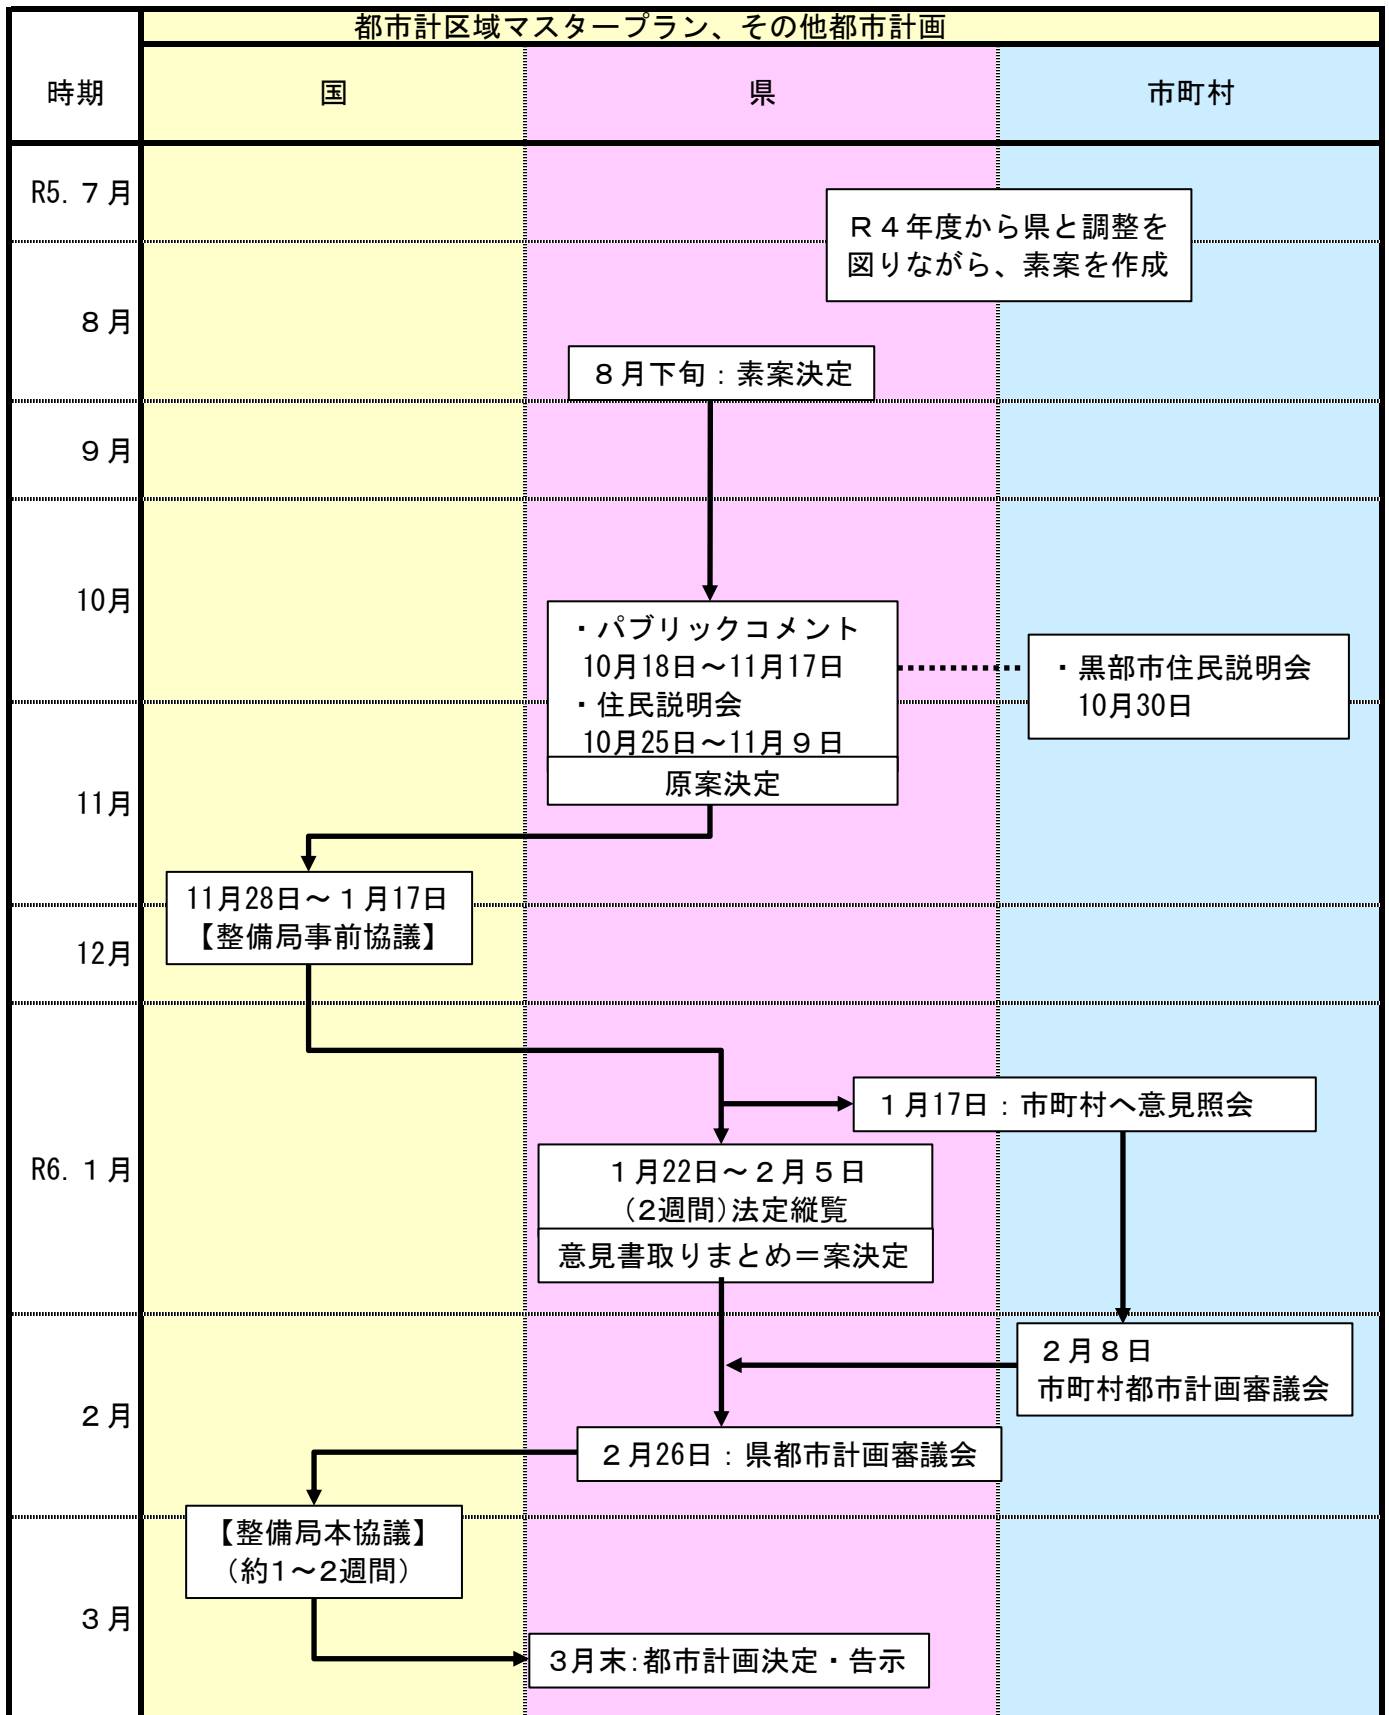 都市計区域マスタープラン、その他都市計画
時期
国
県
市町村
R5. ７月
Ｒ４年度から県と調整を
図りながら、素案を作成
８月
８月下旬：素案決定
９月
10月
・パブリックコメント
10月18日～11月17日
・住民説明会
10月25日～11月９日
原案決定
・黒部市住民説明会
10月30日
11月
11月28日～１月17日
【整備局事前協議】
12月
１月17日：市町村へ意見照会
R6. １月
１月22日～２月５日
（2週間）法定縦覧
意見書取りまとめ＝案決定
２月８日
市町村都市計画審議会
２月
２月26日：県都市計画審議会
【整備局本協議】
（約1～2週間）
３月
3月末：都市計画決定・告示